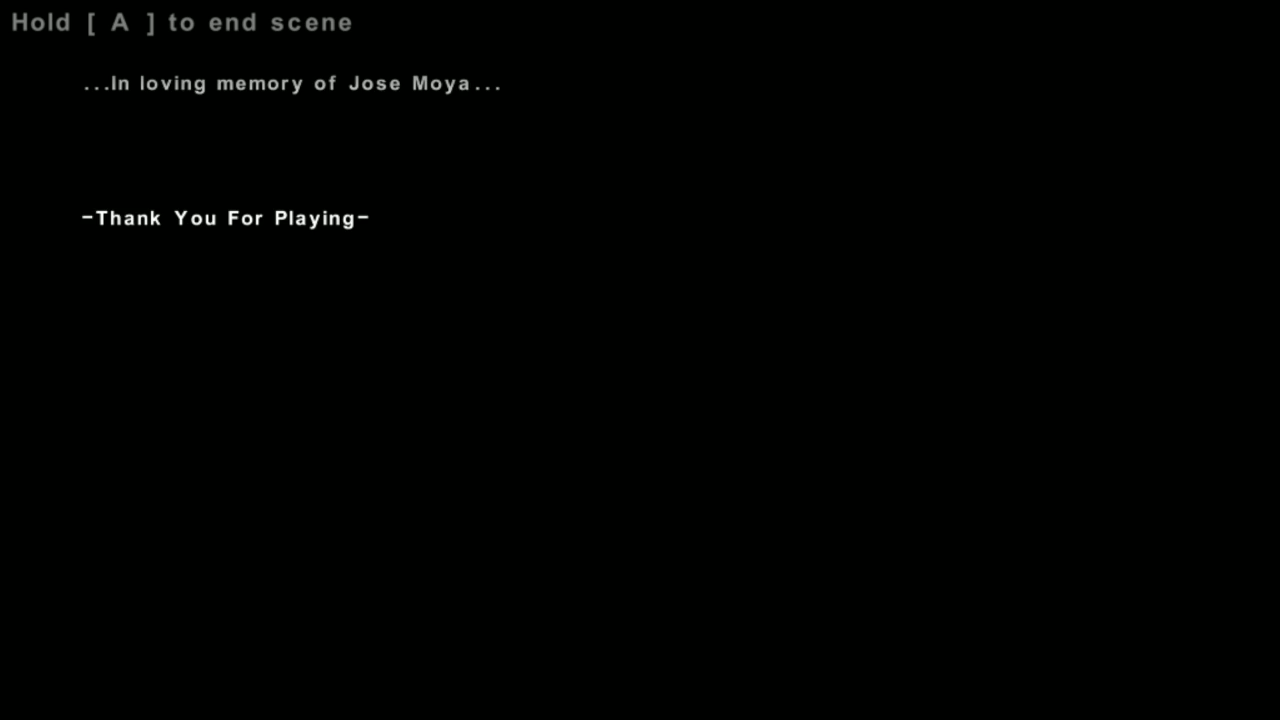 Hold [ A ] to end scene
...In loving memory of Jose Moya...
-Thank You For Playing-